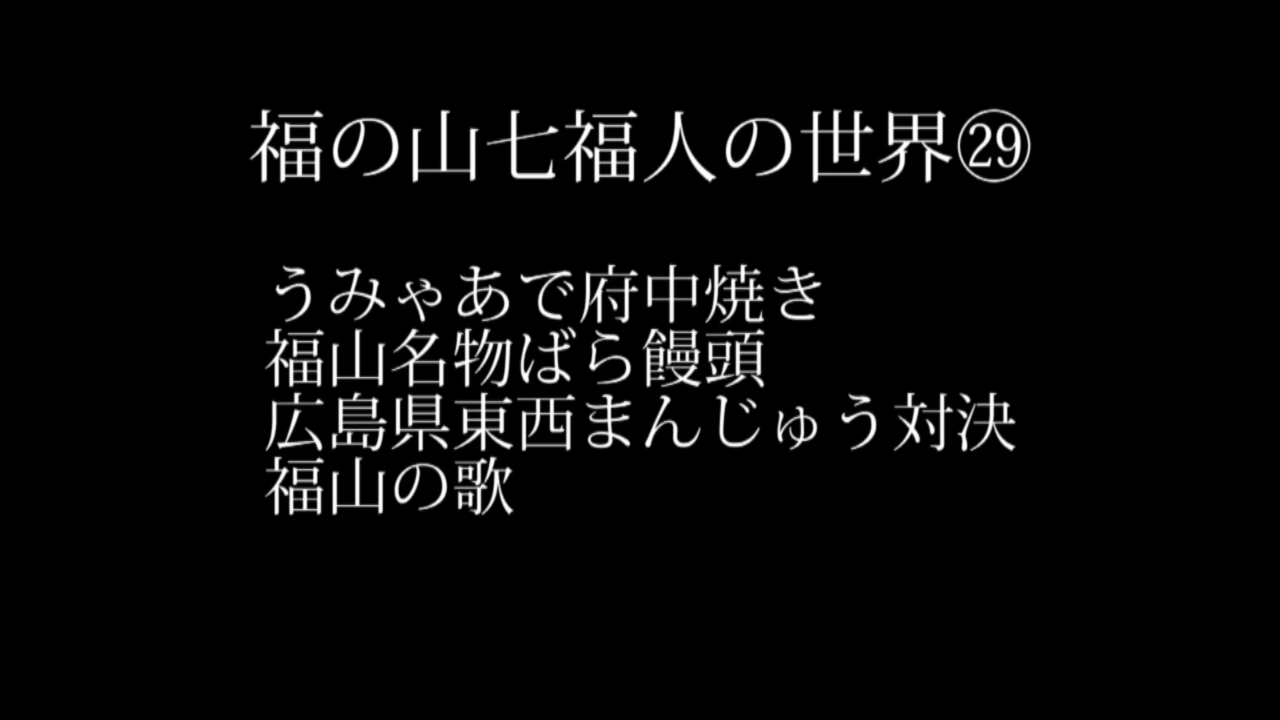 福の山七福人の世界㉙
うみゃあで府中焼き
福山名物ばら饅頭
広島県東西まんじゅう対決
福山の歌